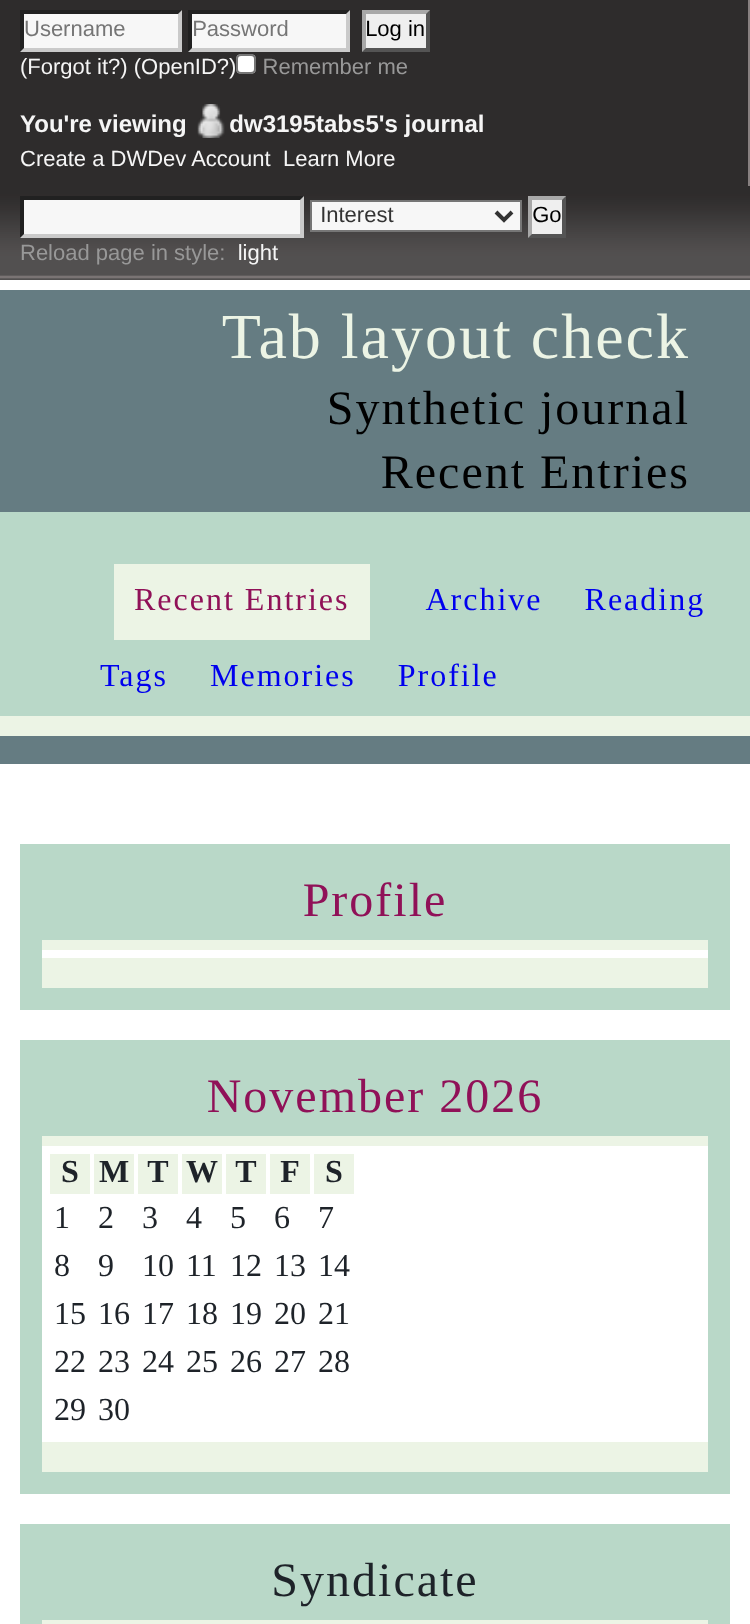 Username Password Log in
(Forgot it?) (OpenID?) Remember me
You're viewing dw3195tabs5's journal
Create a DWDev Account Learn More
Interest Go
Reload page in style: light
Tab layout check
Synthetic journal
Recent Entries
Recent Entries Archive Reading
Tags Memories Profile
Profile
November 2026
S M T W T F S
1 2 3 4 5 6 7
8 9 10 11 12 13 14
15 16 17 18 19 20 21
22 23 24 25 26 27 28
29 30
Syndicate